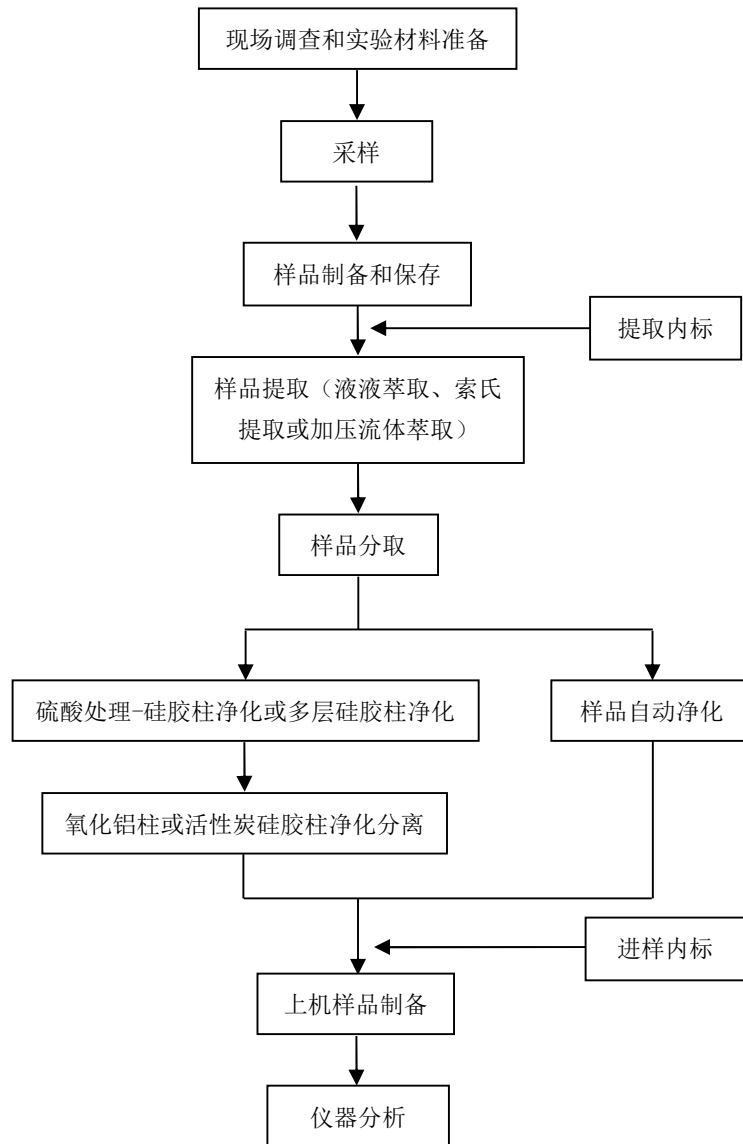 现场调查和实验材料准备
采样
样品制备和保存
提取内标
样品提取（液液萃取、索氏
提取或加压流体萃取）
样品分取
硫酸处理-硅胶柱净化或多层硅胶柱净化
样品自动净化
氧化铝柱或活性炭硅胶柱净化分离
进样内标
上机样品制备
仪器分析